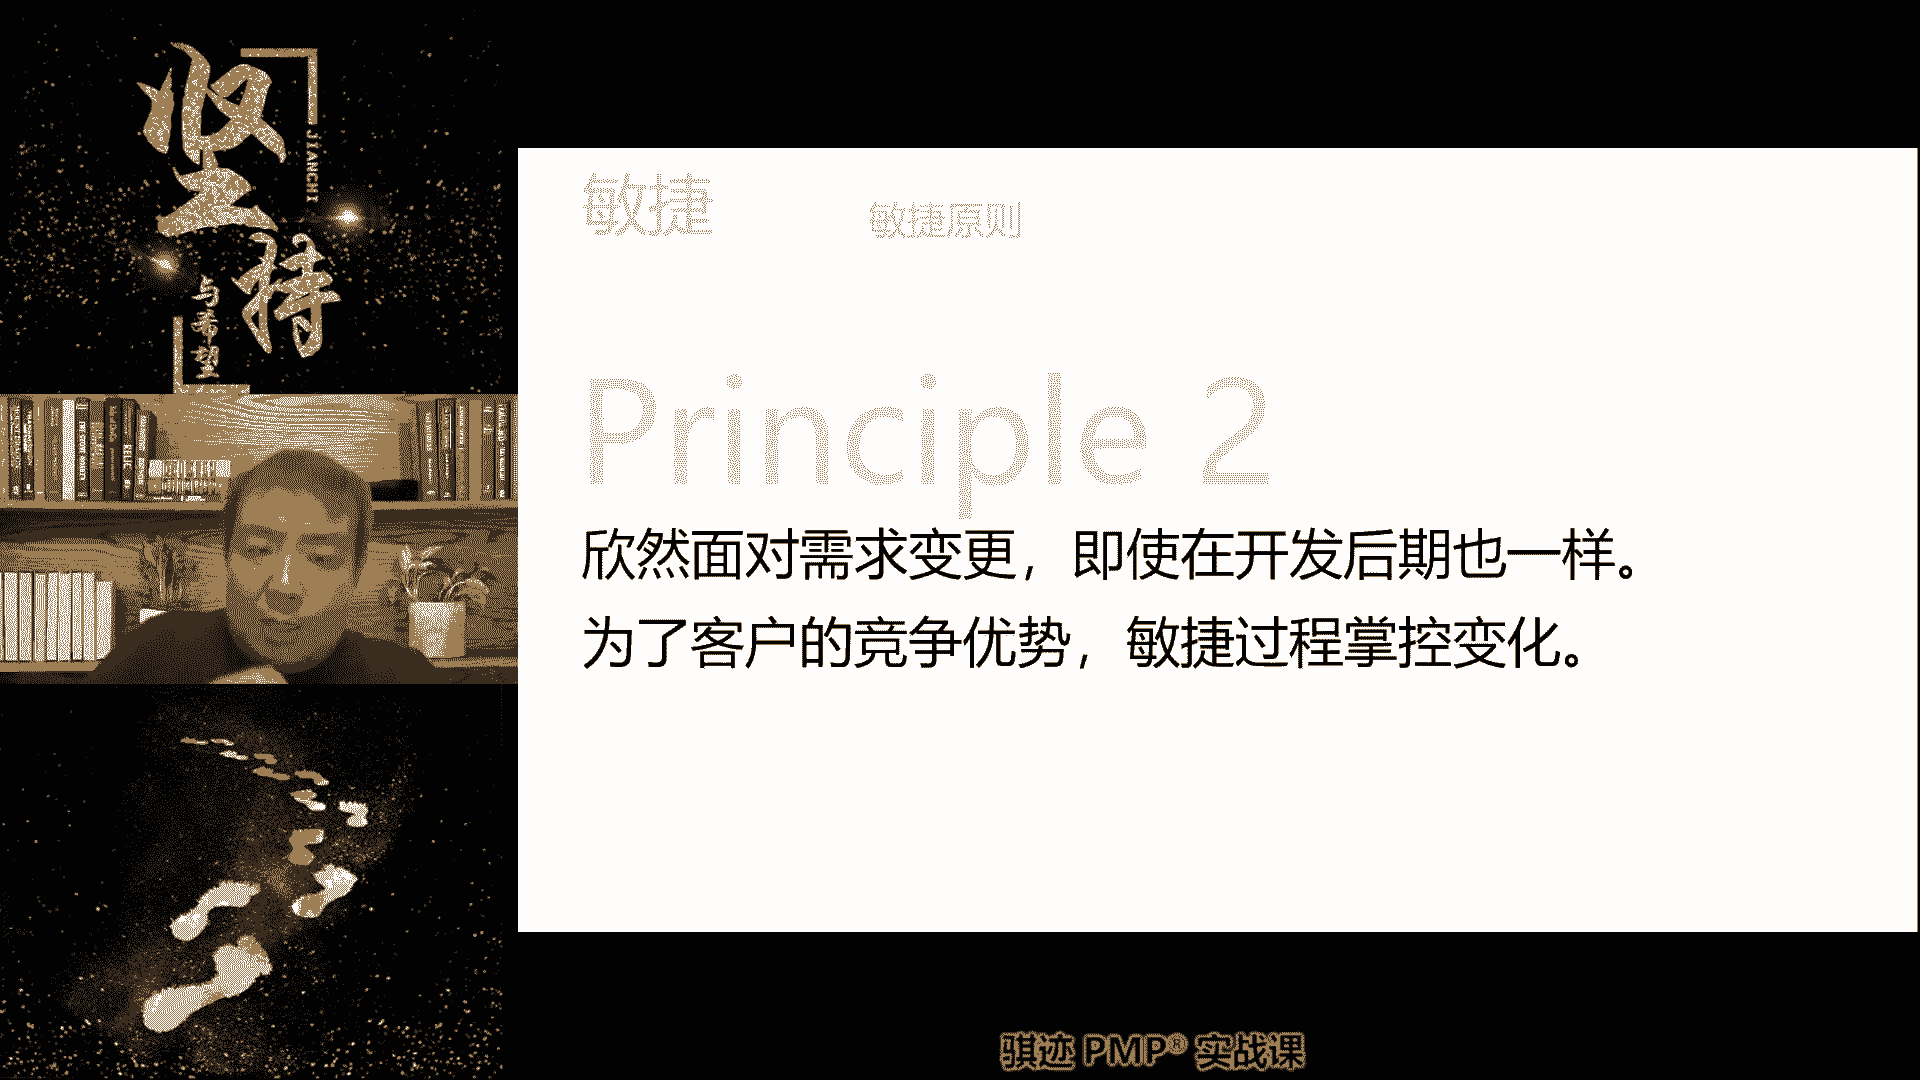 坚持
JIANCHI
与希望
敏捷
敏捷原则
Principle 2
欣然面对需求变更，即使在开发后期也一样。
为了客户的竞争优势，敏捷过程掌控变化。
骐迹 PMP® 实战课